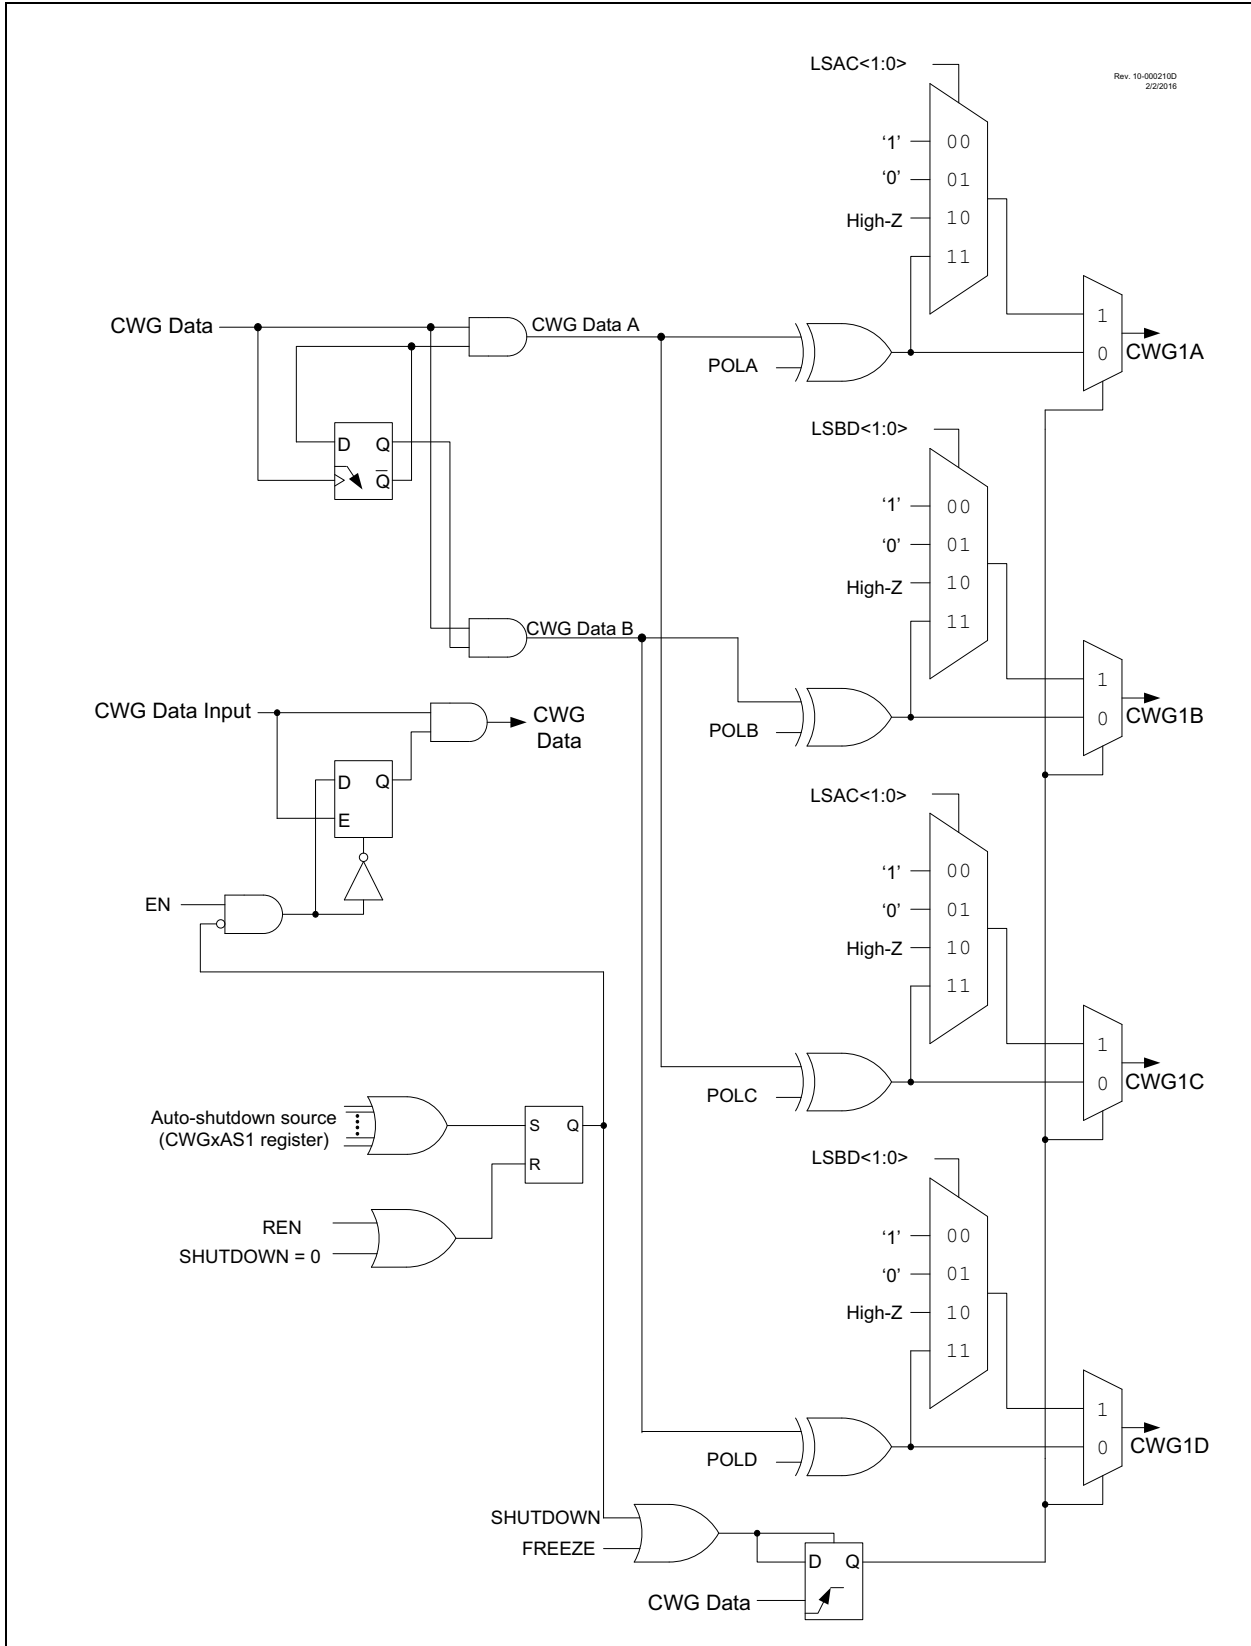 Rev. 10-000210D
2/2/2016
LSAC<1:0>
‘1’
00
‘0’
01
High-Z
10
11
1
0
CWG1A
CWG Data
CWG Data A
POLA
D
Q
Q̅
LSBD<1:0>
‘1’
00
‘0’
01
High-Z
10
11
1
0
CWG1B
CWG Data B
POLB
CWG Data Input
CWG
Data
D
Q
E
EN
LSAC<1:0>
‘1’
00
‘0’
01
High-Z
10
11
1
0
CWG1C
POLC
Auto-shutdown source
(CWGxAS1 register)
S
Q
R
REN
SHUTDOWN = 0
LSBD<1:0>
‘1’
00
‘0’
01
High-Z
10
11
1
0
CWG1D
POLD
SHUTDOWN
FREEZE
D
Q
CWG Data